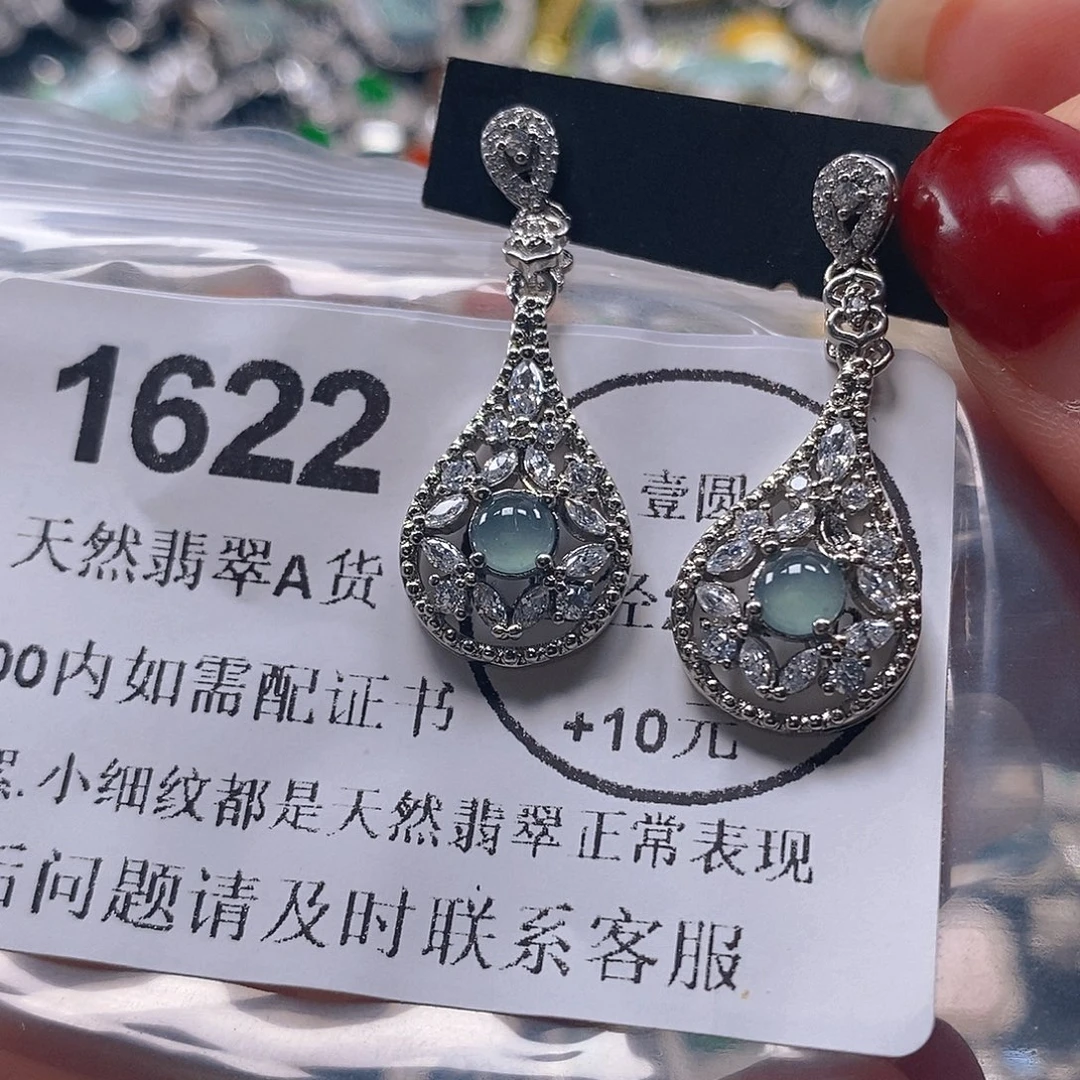 1622
天然翡翠A货
壹圆
00内如需配证书
+10元
.小细纹都是天然翡翠正常表现
后问题请及时联系客服